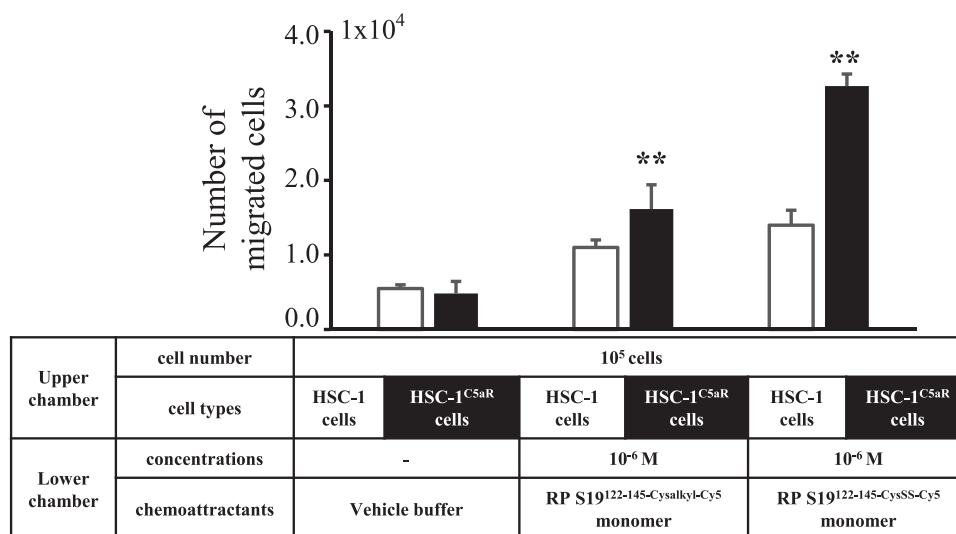 4.0 1x10⁴
3.0
2.0
1.0
0.0
Number of
migrated cells
**
**
Upper
chamber
cell number
10⁵ cells
cell types
HSC-1
cells
HSC-1ᶜ⁵ᵃᴿ
cells
HSC-1
cells
HSC-1ᶜ⁵ᵃᴿ
cells
HSC-1
cells
HSC-1ᶜ⁵ᵃᴿ
cells
Lower
chamber
concentrations
-
10⁻⁶ M
10⁻⁶ M
chemoattractants
Vehicle buffer
RP S19122-145-Cysalkyl-Cy5
monomer
RP S19122-145-CysSS-Cy5
monomer